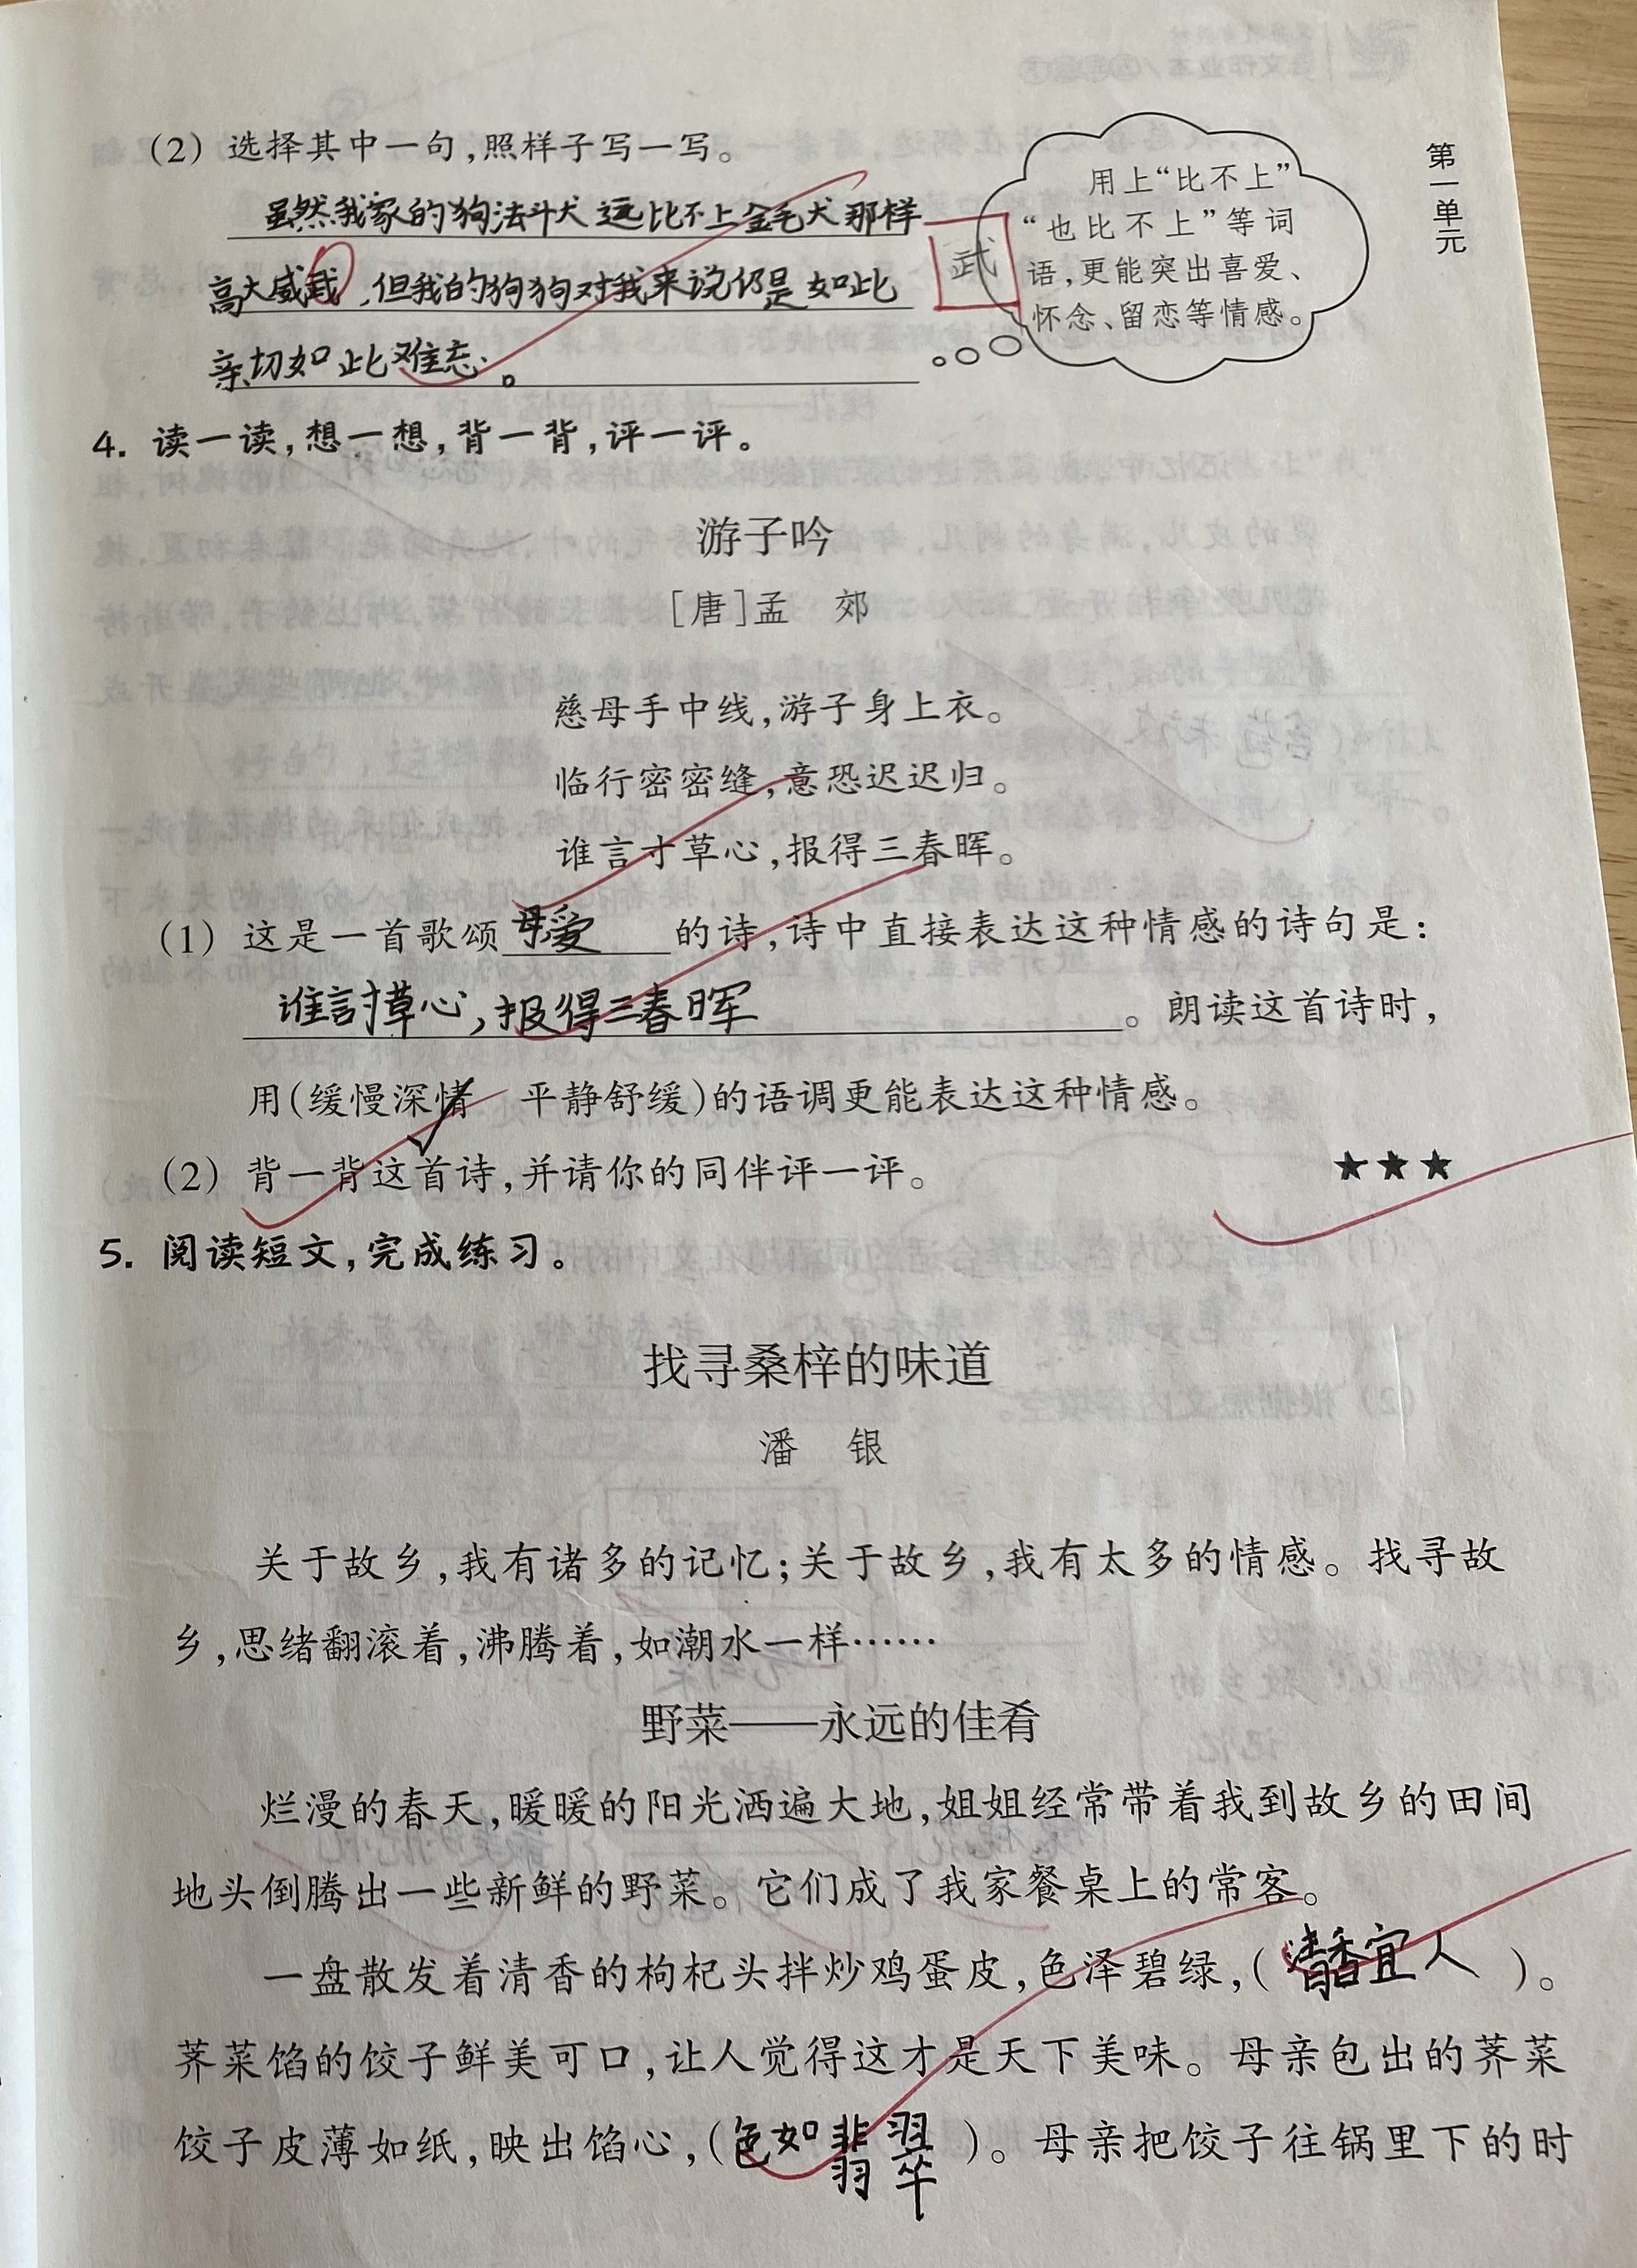 (2) 选择其中一句,照样子写一写。
虽然我家的狗法斗犬远比不上金毛犬那样
高大威武,但我的狗狗对我来说仍是如此
亲切如此难忘。
武
用上“比不上”
“也比不上”等词
语,更能突出喜爱、
怀念、留恋等情感。
第一单元
4. 读一读,想一想,背一背,评一评。
游子吟
[唐]孟 郊
慈母手中线,游子身上衣。
临行密密缝,意恐迟迟归。
谁言寸草心,报得三春晖。
(1) 这是一首歌颂母爱的诗,诗中直接表达这种情感的诗句是:
谁言寸草心,报得三春晖。朗读这首诗时,
用(缓慢深情 平静舒缓)的语调更能表达这种情感。
(2) 背一背这首诗,并请你的同伴评一评。 ★★★
5. 阅读短文,完成练习。
找寻桑梓的味道
潘 银
关于故乡,我有诸多的记忆;关于故乡,我有太多的情感。找寻故
乡,思绪翻滚着,沸腾着,如潮水一样……
野菜——永远的佳肴
烂漫的春天,暖暖的阳光洒遍大地,姐姐经常带着我到故乡的田间
地头倒腾出一些新鲜的野菜。它们成了我家餐桌上的常客。
一盘散发着清香的枸杞头拌炒鸡蛋皮,色泽碧绿,(清香宜人)。
荠菜馅的饺子鲜美可口,让人觉得这才是天下美味。母亲包出的荠菜
饺子皮薄如纸,映出馅心,(色如翡翠)。母亲把饺子往锅里下的时